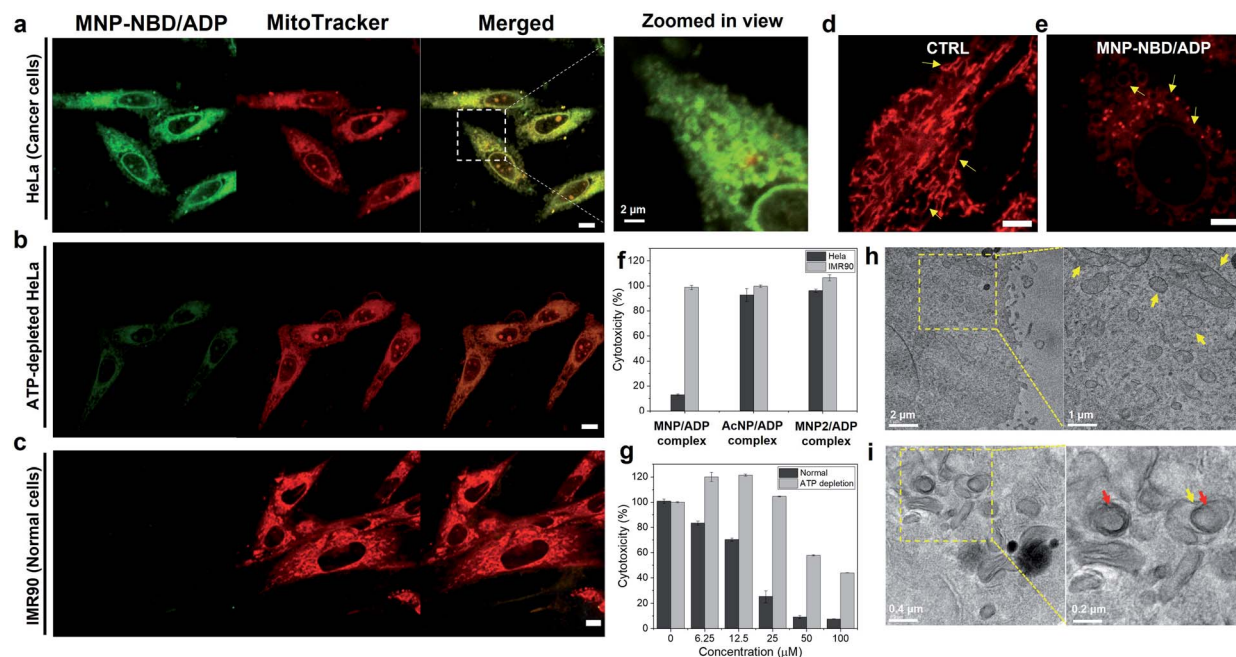 a
MNP-NBD/ADP
MitoTracker
Merged
Zoomed in view
HeLa (Cancer cells)
2 μm
d
CTRL
e
MNP-NBD/ADP
b
ATP-depleted HeLa
c
IMR90 (Normal cells)
f
Hela
IMR90
Cytotoxicity (%)
120
100
80
60
40
20
0
MNP/ADP complex
AcNP/ADP complex
MNP2/ADP complex
g
Normal
ATP depletion
Cytotoxicity (%)
120
100
80
60
40
20
0
0 6.25 12.5 25 50 100
Concentration (μM)
h
2 μm
1 μm
i
0.4 μm
0.2 μm